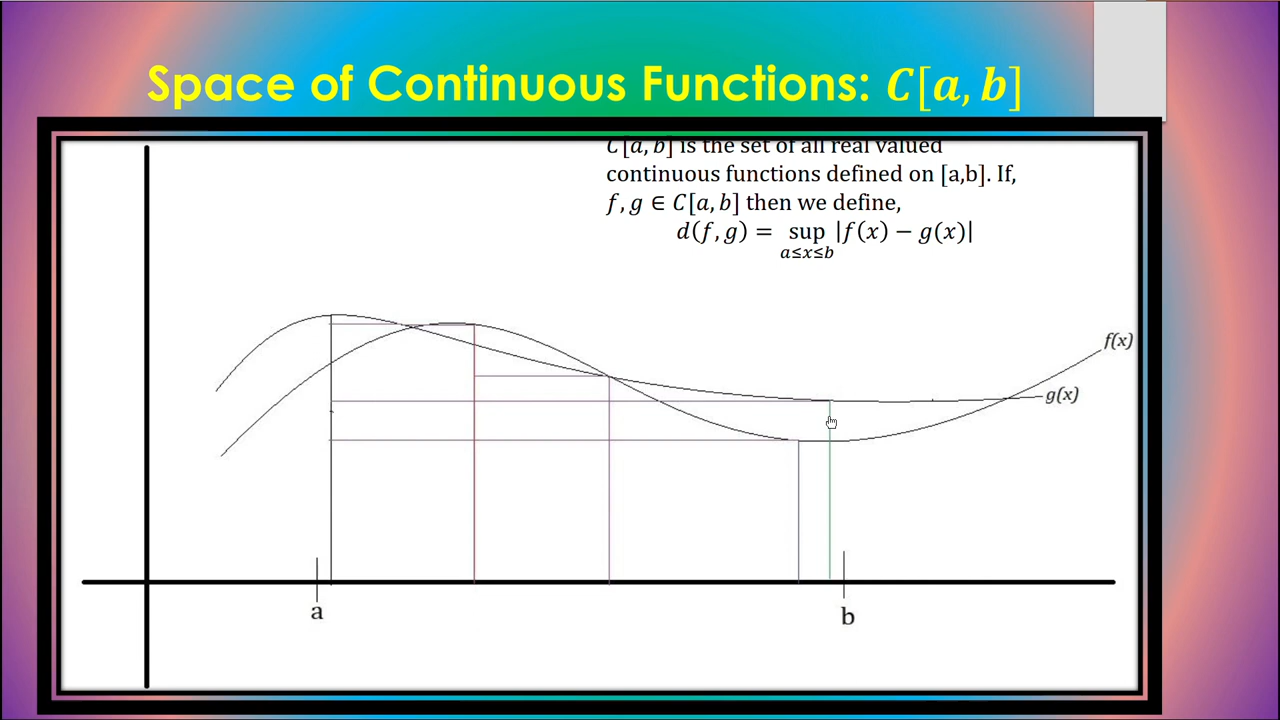 Space of Continuous Functions: C[a, b]
C[a, b] is the set of all real valued
continuous functions defined on [a,b]. If,
f, g ∈ C[a, b] then we define,
d(f, g) = sup |f(x) − g(x)|
a≤x≤b
f(x)
g(x)
a
b